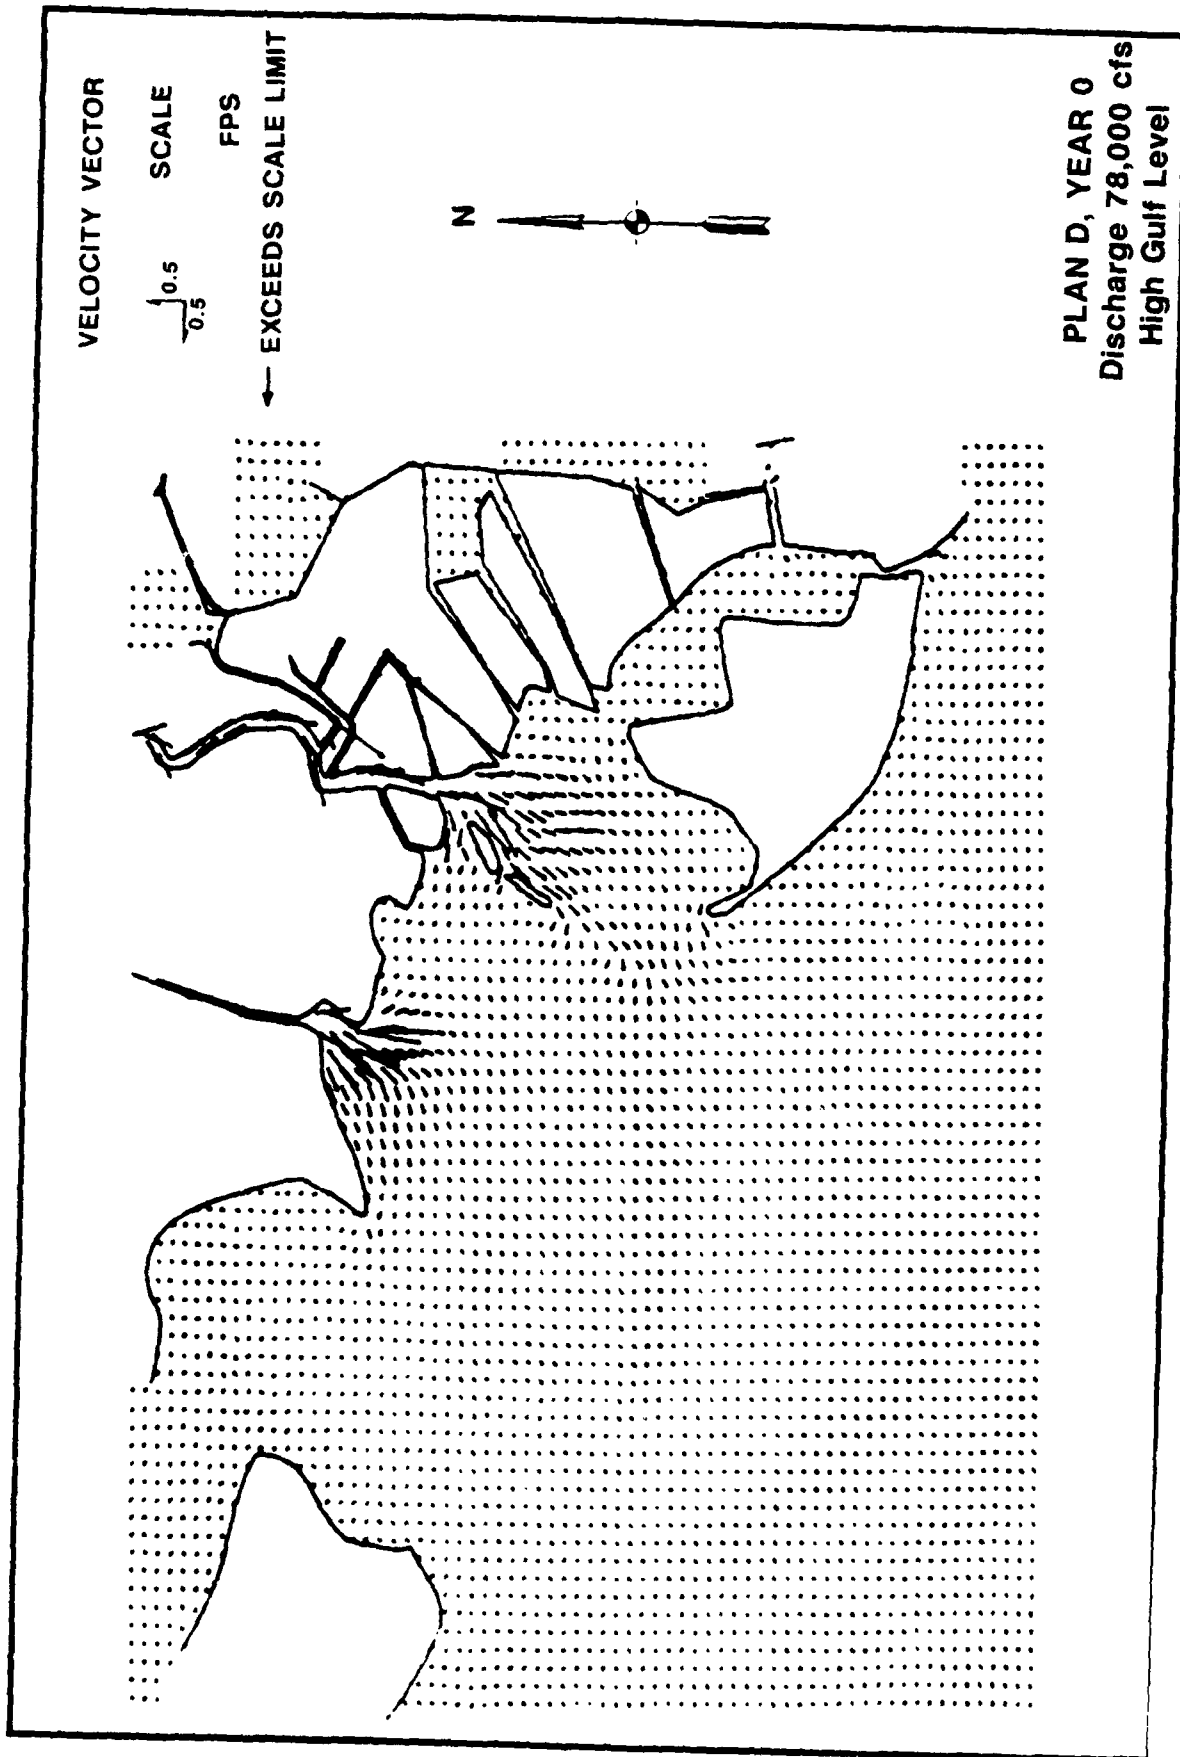 VELOCITY VECTOR
SCALE
0.5
0.5
FPS
← EXCEEDS SCALE LIMIT
N
PLAN D, YEAR 0
Discharge 78,000 cfs
High Gulf Level